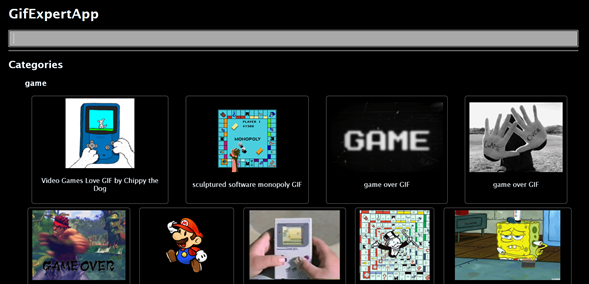 GifExpertApp
Categories
game
PLAYER 1
MONOPOLY
GAME
Video Games Love GIF by Chippy the
Dog
sculptured software monopoly GIF
game over GIF
game over GIF
GAME OVER